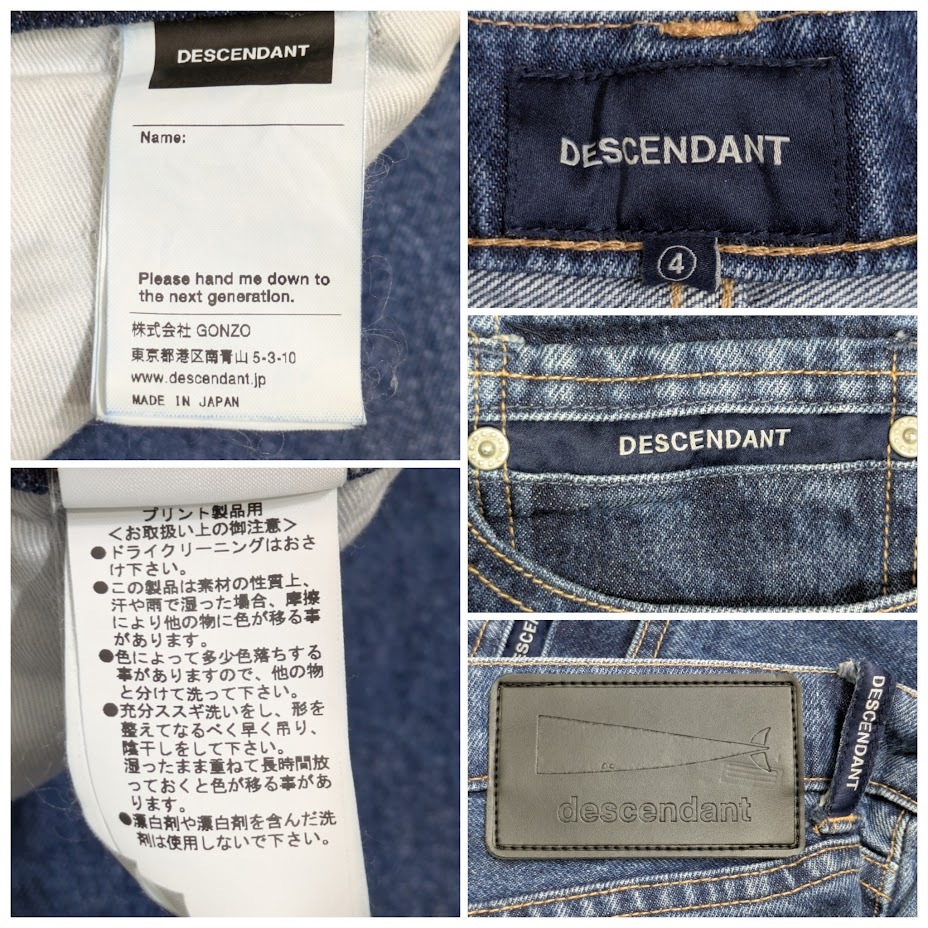 DESCENDANT
Name:
Please hand me down to
the next generation.
株式会社 GONZO
東京都港区南青山 5-3-10
www.descendant.jp
MADE IN JAPAN
DESCENDANT
4
DESCENDANT
プリント製品用
<お取扱い上の御注意>
●ドライクリーニングはおさ
け下さい。
●この製品は素材の性質上、
汗や雨で湿った場合、摩擦
により他の物に色が移る事
があります。
●色によって多少色落ちする
事がありますので、他の物
と分けて洗って下さい。
●充分ススギ洗いをし、形を
整えてなるべく早く吊り、
陰干しをして下さい。
湿ったまま重ねて長時間放
っておくと色が移る事があ
ります。
●漂白剤や漂白剤を含んだ洗
剤は使用しないで下さい。
descendant
DESCENDANT